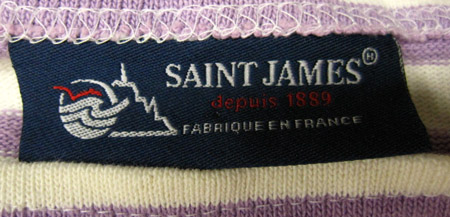 SAINT JAMES ®
depuis 1889
FABRIQUE EN FRANCE